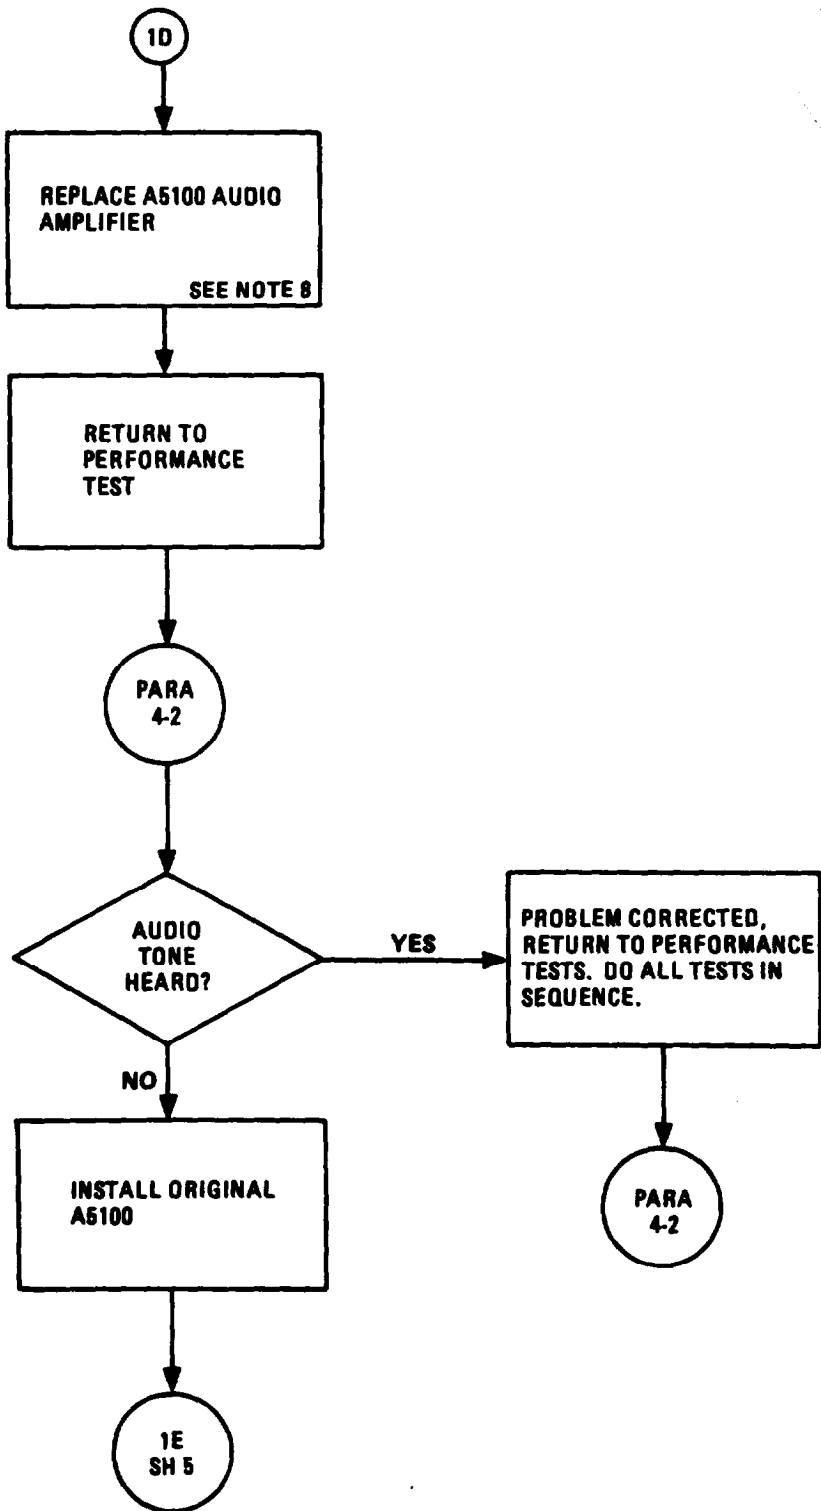 1D
REPLACE A5100 AUDIO
AMPLIFIER
SEE NOTE 8
RETURN TO
PERFORMANCE
TEST
PARA
4-2
AUDIO
TONE
HEARD?
YES
PROBLEM CORRECTED,
RETURN TO PERFORMANCE
TESTS. DO ALL TESTS IN
SEQUENCE.
NO
INSTALL ORIGINAL
A5100
PARA
4-2
1E
SH 5